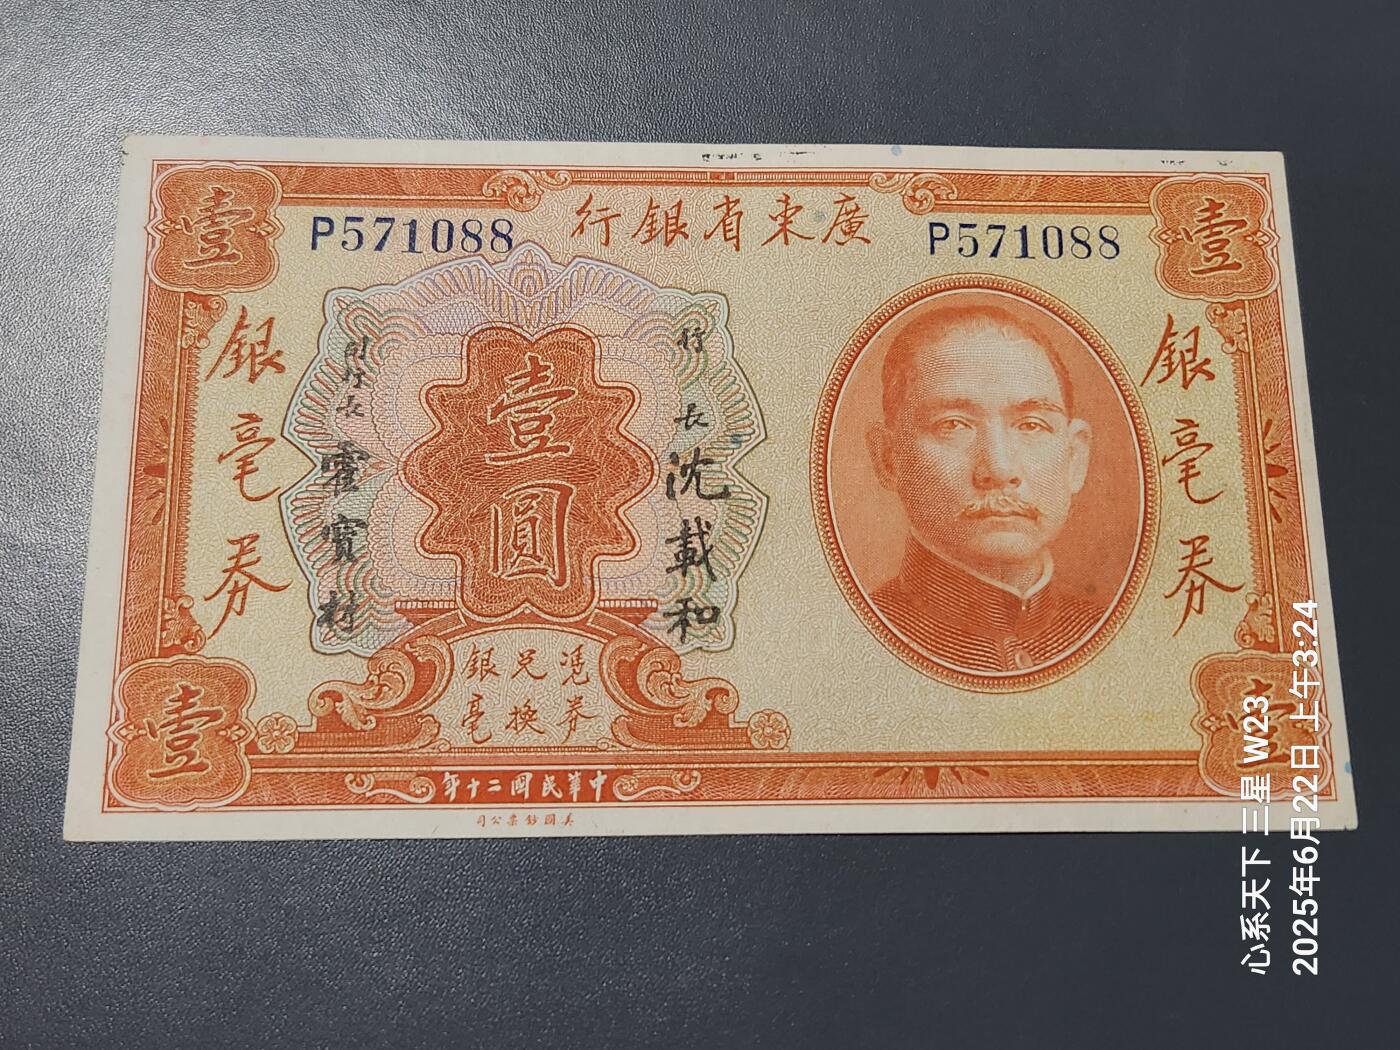 廣東省銀行
P571088
P571088
壹
壹
銀毫券
銀毫券
行長
沈載和
副行長
霍寶材
壹圓
憑券
兑換
銀毫
壹
壹
中華民國二十年
美國鈔票公司
心系天下 三星 W23
2025年6月22日 上午3:24